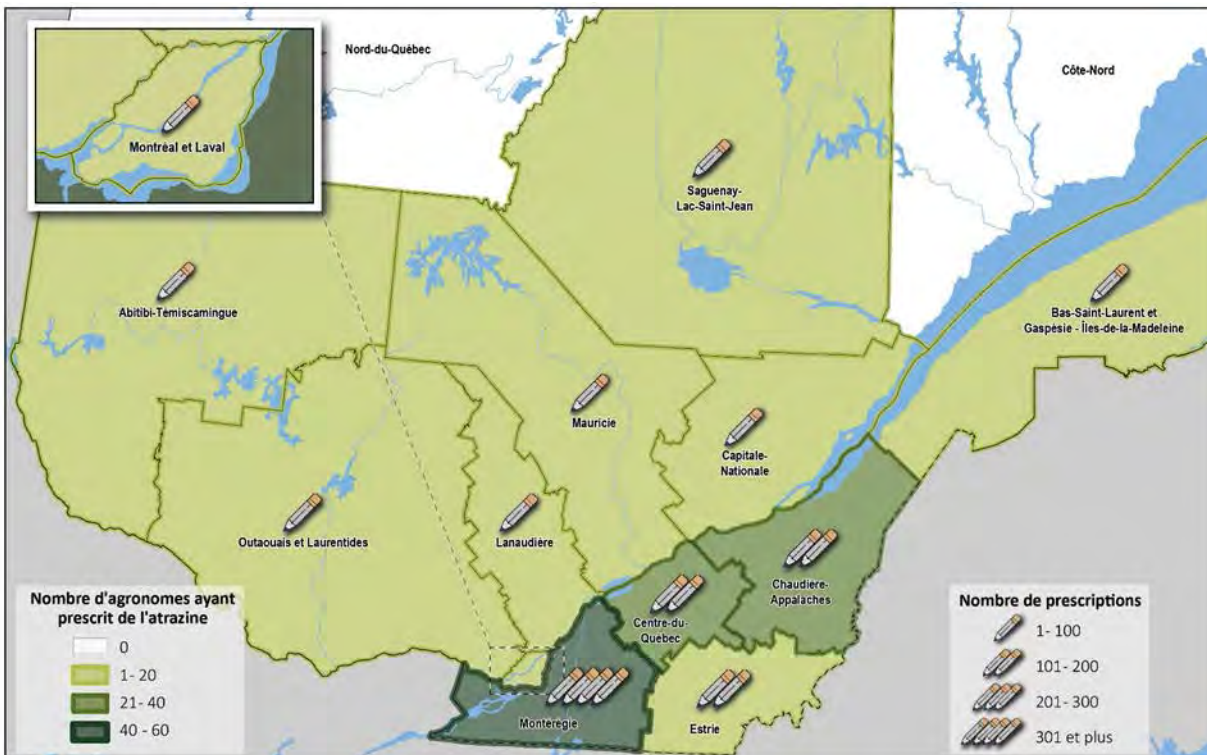 Nord-du-Québec
Côte-Nord
Montréal et Laval
Saguenay-
Lac-Saint-Jean
Abitibi-Témiscamingue
Bas-Saint-Laurent et
Gaspésie - Îles-de-la-Madeleine
Mauricie
Capitale-
Nationale
Outaouais et Laurentides
Lanaudière
Chaudière-
Appalaches
Centre-du-
Québec
Montérégie
Estrie
Nombre d'agronomes ayant
prescrit de l'atrazine
0
1- 20
21 - 40
40 - 60
Nombre de prescriptions
1- 100
101 - 200
201- 300
301 et plus